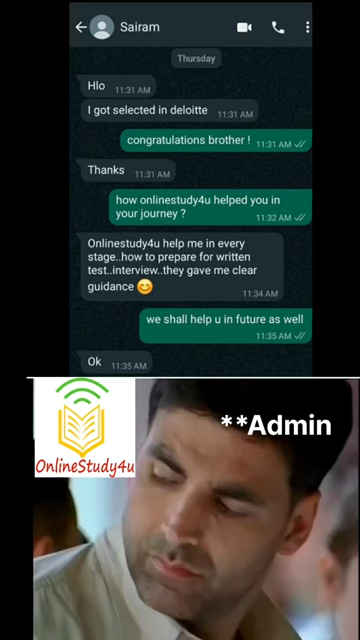 Sairam
Thursday
Hlo
11:31 AM
I got selected in deloitte
11:31 AM
congratulations brother !
11:31 AM
Thanks
11:31 AM
how onlinestudy4u helped you in
your journey ?
11:32 AM
Onlinestudy4u help me in every
stage..how to prepare for written
test..interview..they gave me clear
guidance 😊
11:34 AM
we shall help u in future as well
11:35 AM
Ok
11:35 AM
OnlineStudy4u
**Admin